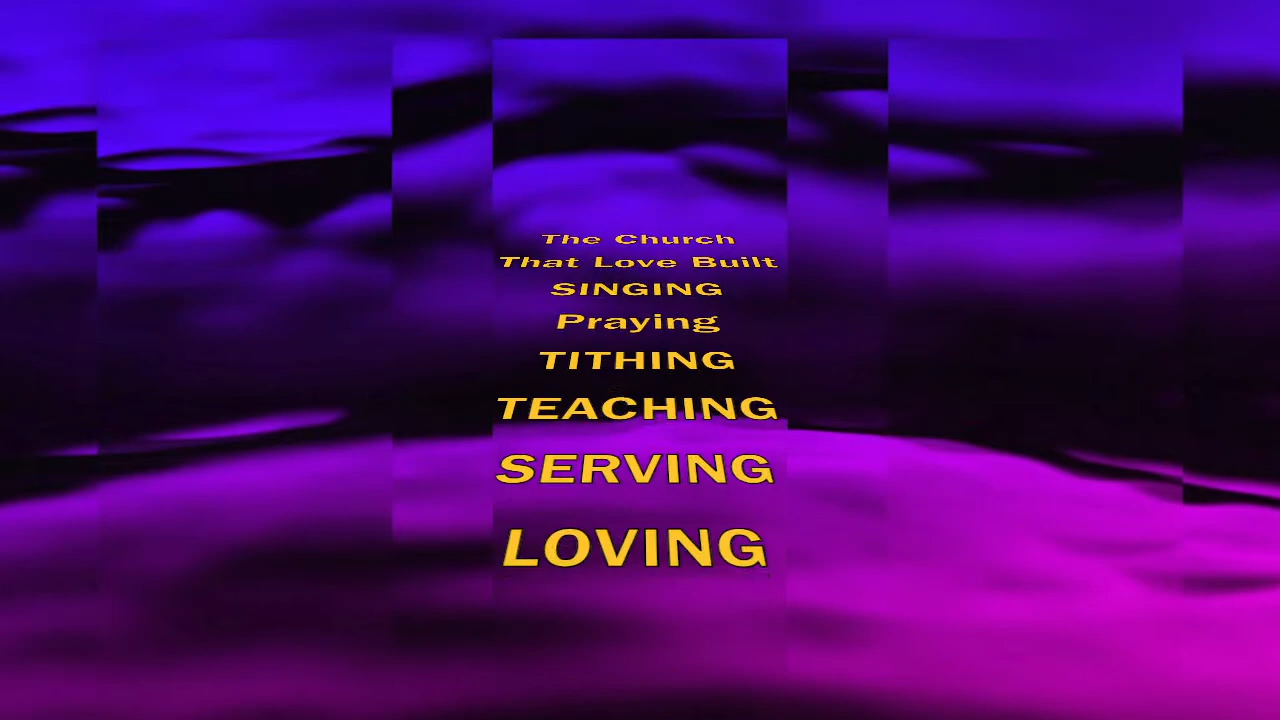 The Church
That Love Built
SINGING
Praying
TITHING
TEACHING
SERVING
LOVING